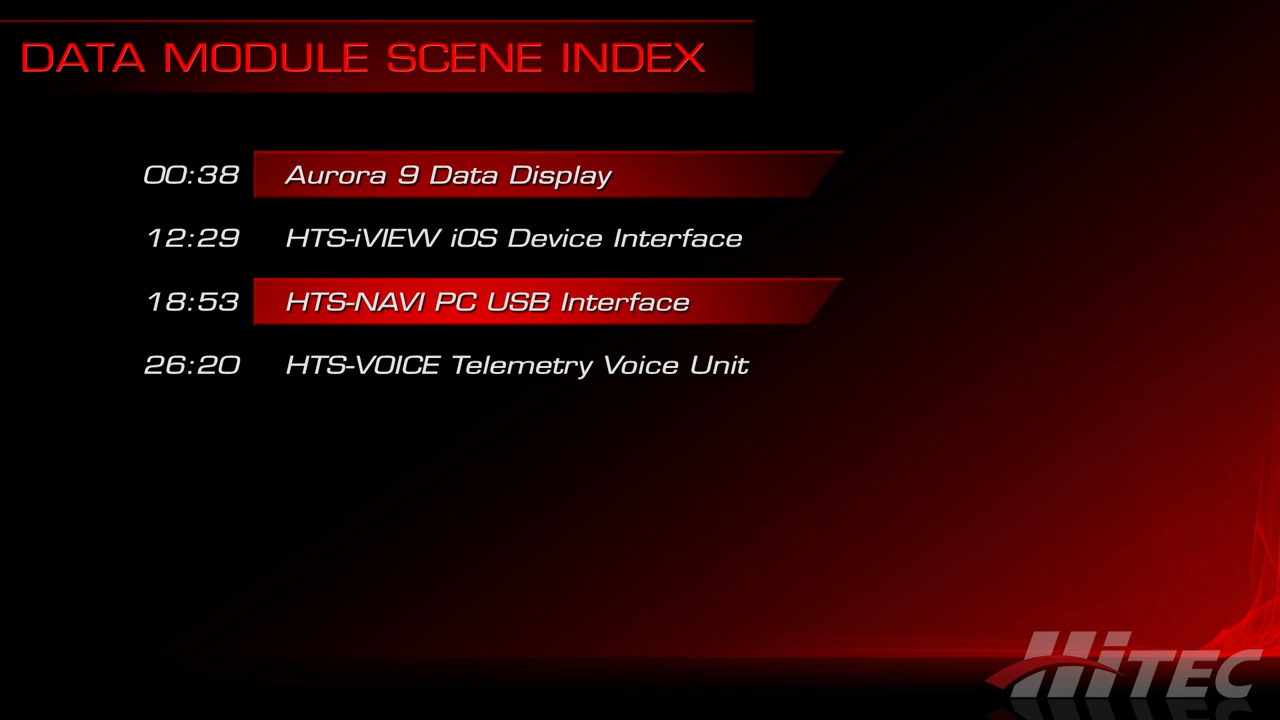 DATA MODULE SCENE INDEX
00:38 Aurora 9 Data Display
12:29 HTS-iVIEW iOS Device Interface
18:53 HTS-NAVI PC USB Interface
26:20 HTS-VOICE Telemetry Voice Unit
HiTEC